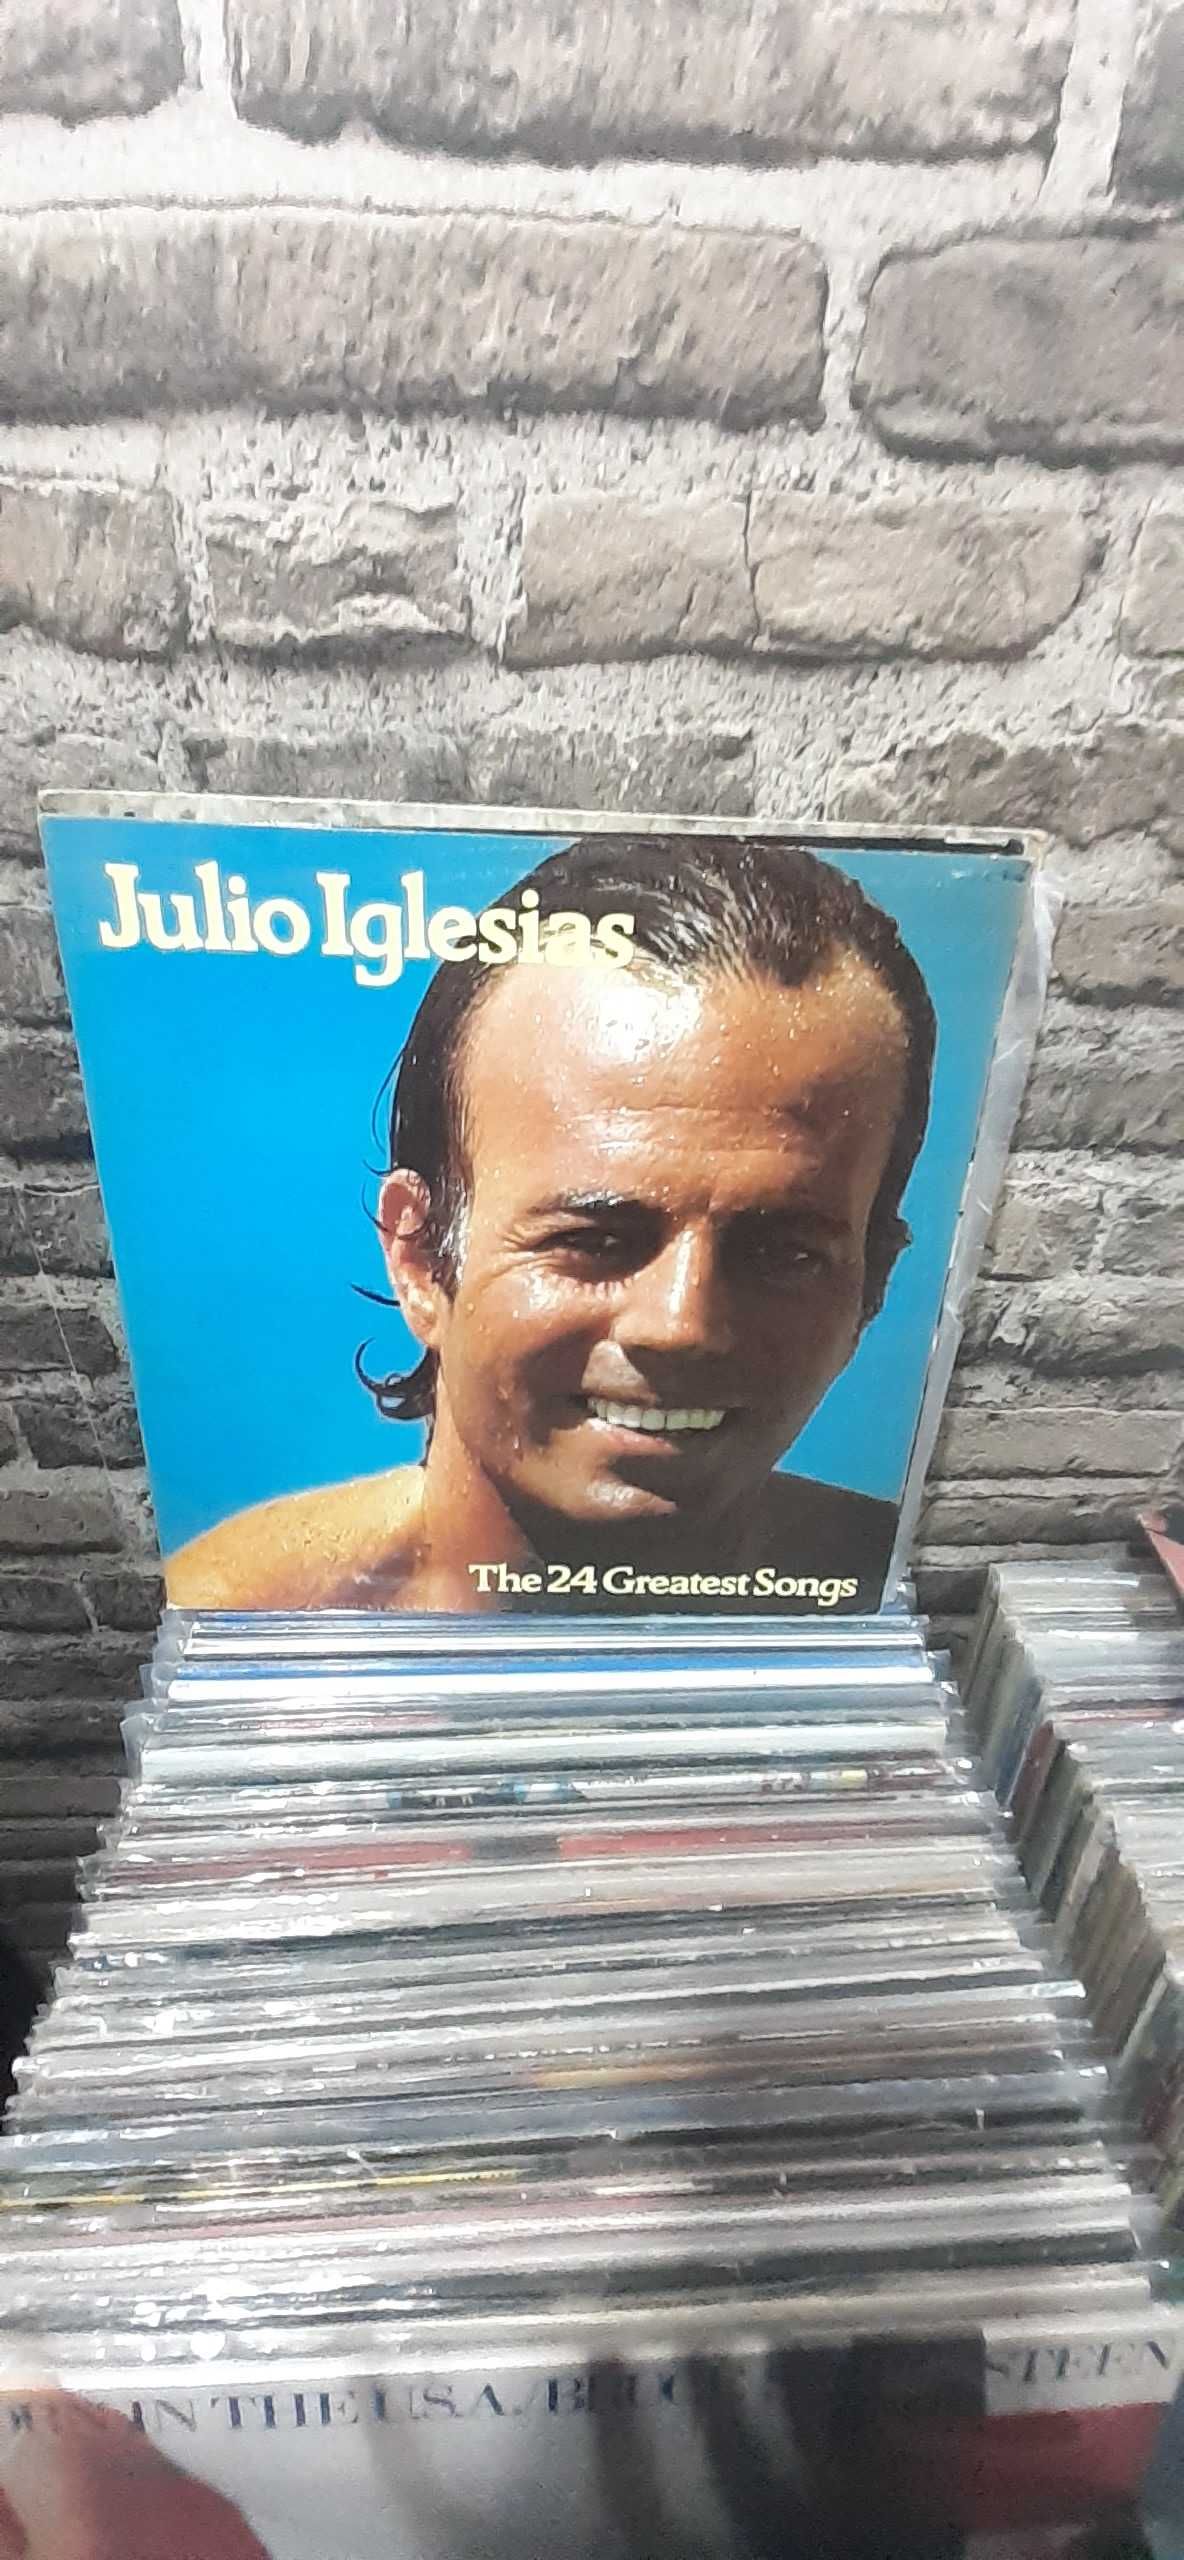 Julio Iglesias
The 24 Greatest Songs
IN THE U.S.A./